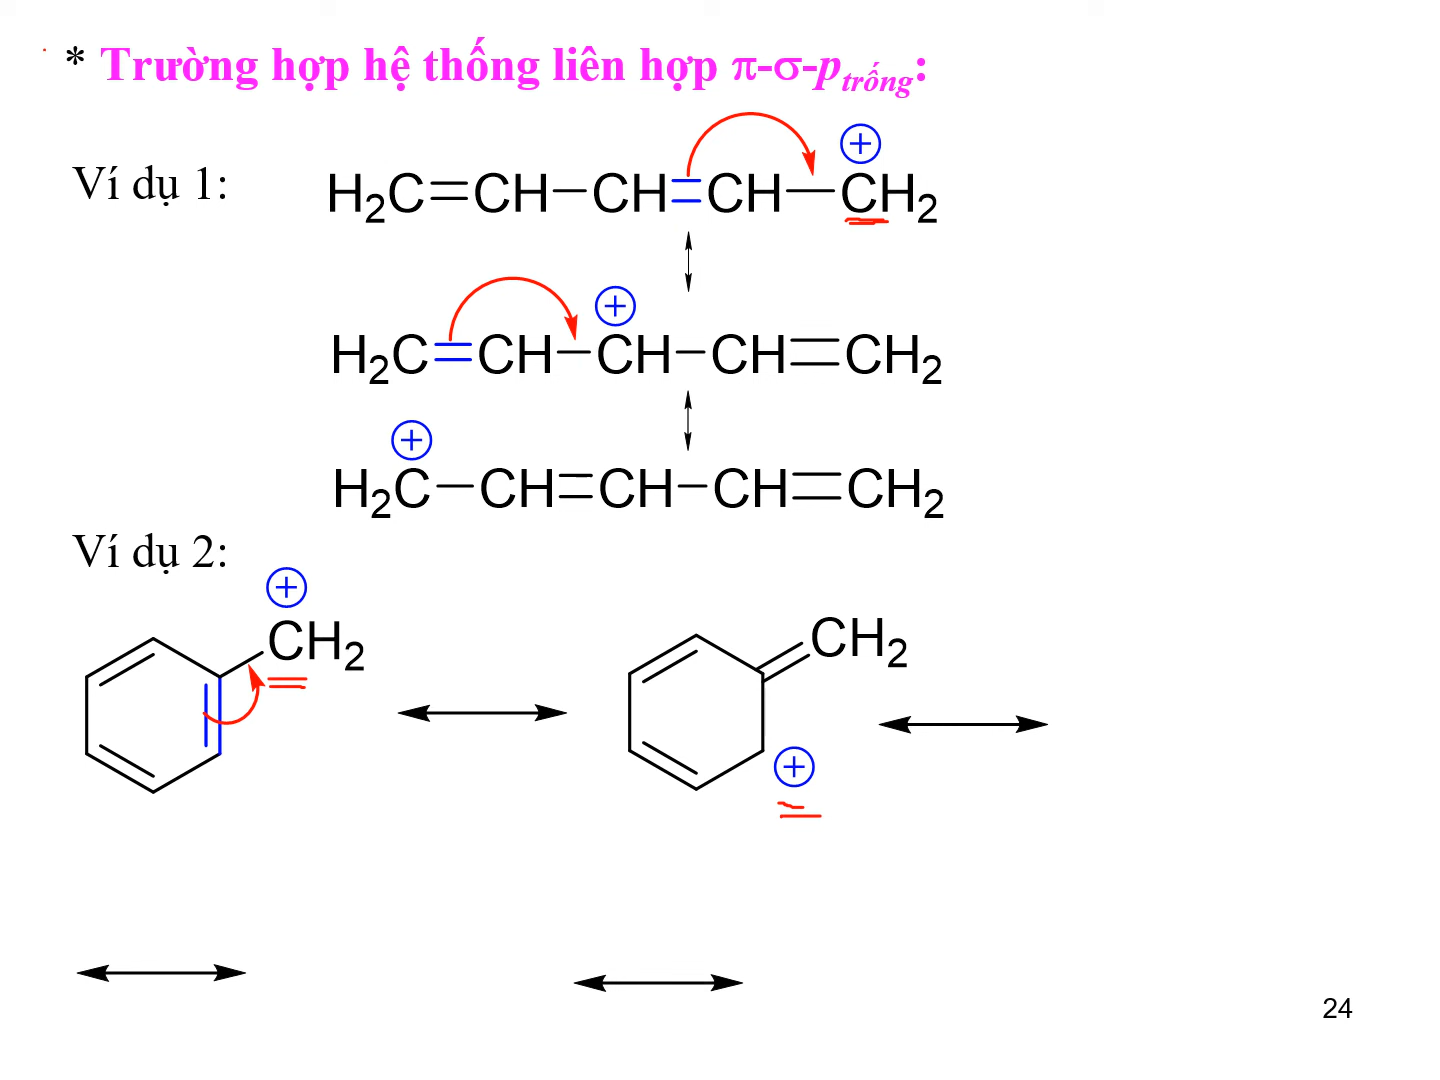 * Trường hợp hệ thống liên hợp π-σ-p trống:
Ví dụ 1:
⊕
H₂C=CH–CH=CH–CH₂
⊕
H₂C=CH–CH–CH=CH₂
⊕
H₂C–CH=CH–CH=CH₂
Ví dụ 2:
⊕
CH₂
CH₂
⊕
24